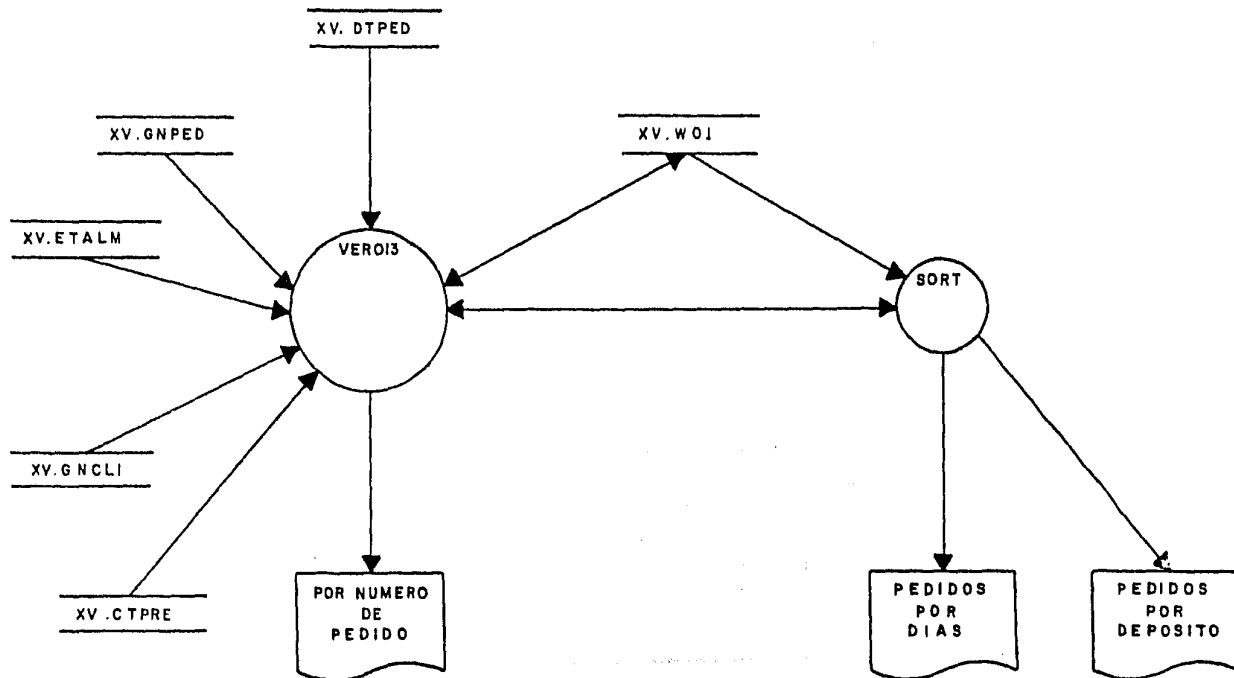 XV. DTPED
XV.GNPED
XV.W01
XV.ETALM
VER013
SORT
XV.GNCLI
XV.CTPRE
POR NUMERO
DE
PEDIDO
PEDIDOS
POR
DIAS
PEDIDOS
POR
DEPOSITO